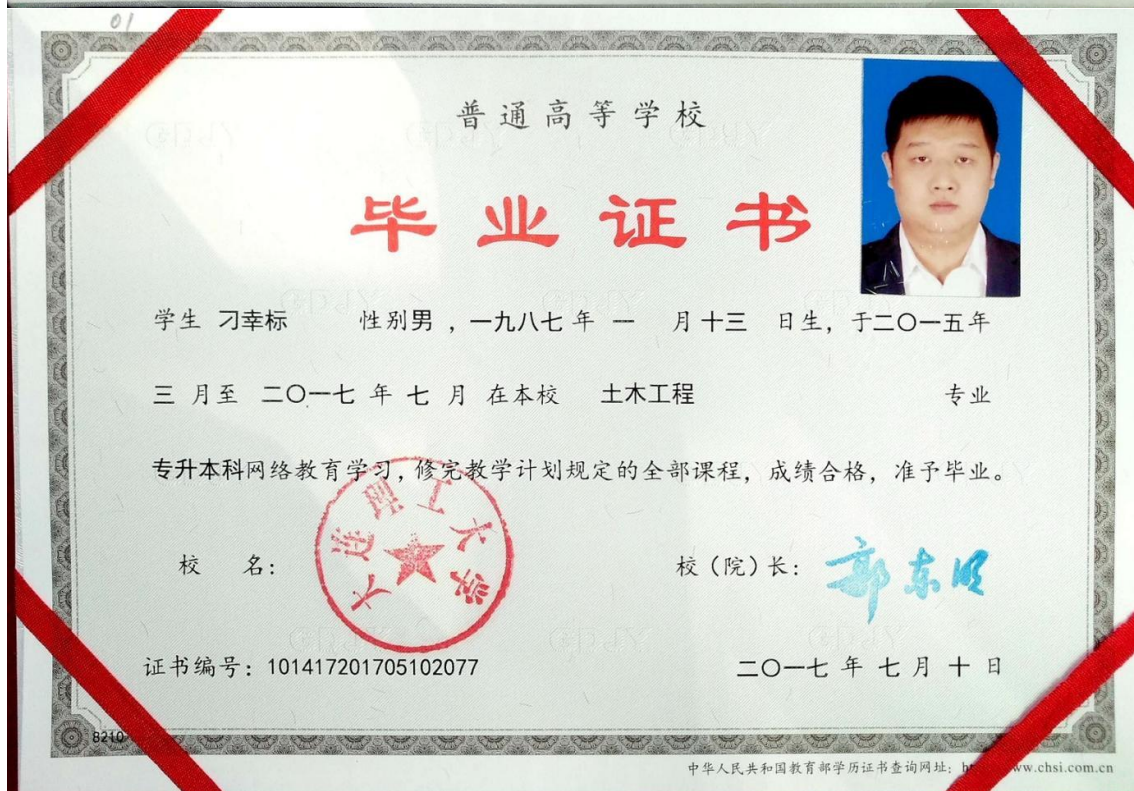 01
普通高等学校
毕业证书
学生 刁幸标 性别男 ，一九八七年 一 月十三 日生，于二〇一五年
三 月至 二〇一七 年 七 月 在本校 土木工程 专业
专升本科网络教育学习，修完教学计划规定的全部课程，成绩合格，准予毕业。
大连理工大学
校 名： 校（院）长： 郭东明
证书编号：101417201705102077 二〇一七 年 七 月 十 日
8210
中华人民共和国教育部学历证书查询网址：h ww.chsi.com.cn